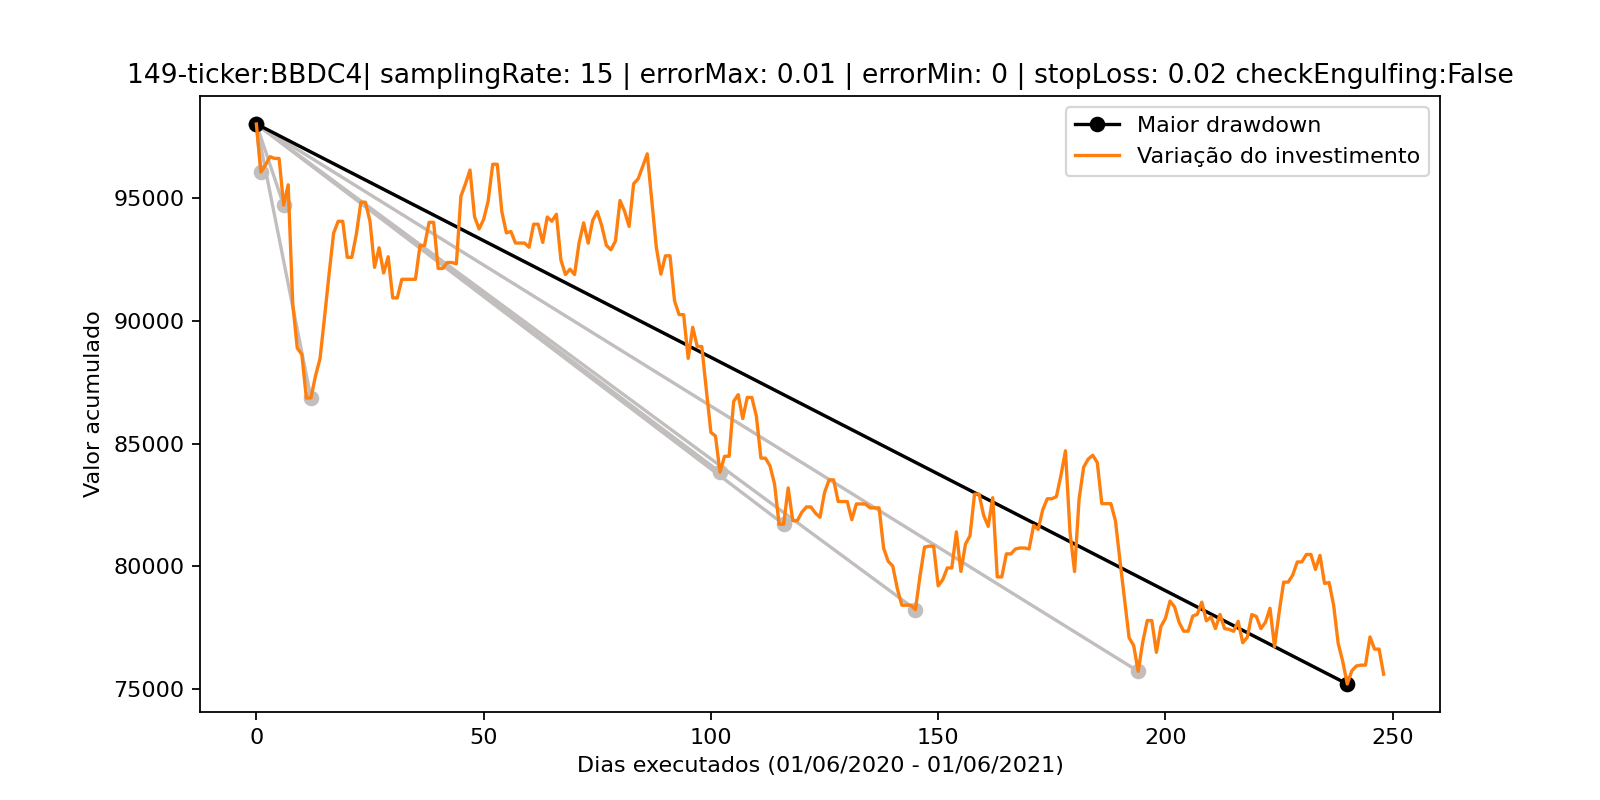 149-ticker:BBDC4| samplingRate: 15 | errorMax: 0.01 | errorMin: 0 | stopLoss: 0.02 checkEngulfing:False
Maior drawdown
Variação do investimento
Valor acumulado
95000
90000
85000
80000
75000
0
50
100
150
200
250
Dias executados (01/06/2020 - 01/06/2021)